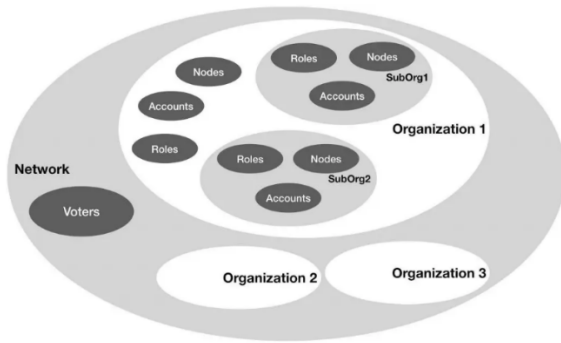 Roles
Nodes
SubOrg1
Accounts
Nodes
Accounts
Roles
Organization 1
Roles
Nodes
SubOrg2
Accounts
Network
Voters
Organization 2
Organization 3